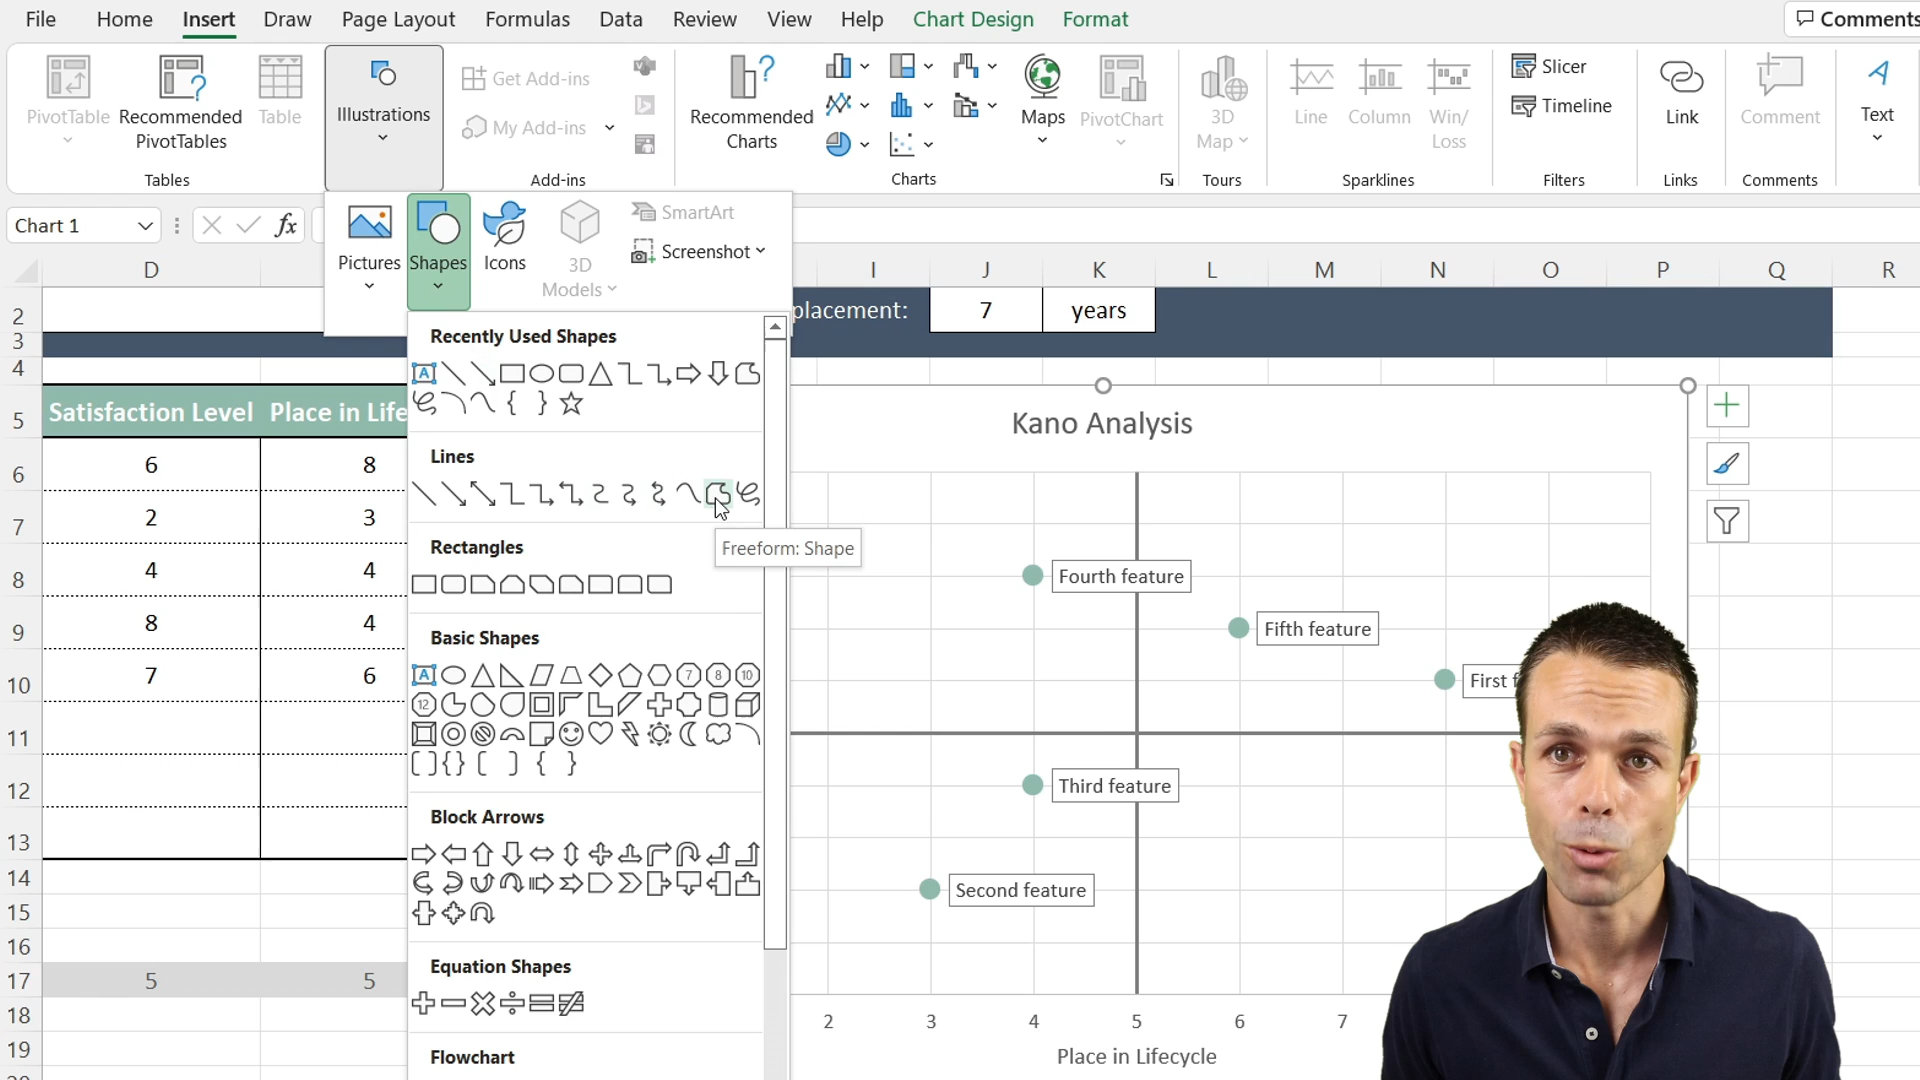 File Home Insert Draw Page Layout Formulas Data Review View Help Chart Design Format Comments
PivotTable
Recommended
PivotTables
Table
Tables
Illustrations
Get Add-ins
My Add-ins
Add-ins
Recommended
Charts
Maps
PivotChart
Charts
3D
Map
Tours
Line
Column
Win/
Loss
Sparklines
Slicer
Timeline
Filters
Link
Links
Comment
Comments
Text
Chart 1
fx
Pictures
Shapes
Icons
3D
Models
SmartArt
Screenshot
D I J K L M N O P Q R
2
placement: 7 years
3
4
5 Satisfaction Level Place in Life
6 6 8
7 2 3
8 4 4
9 8 4
10 7 6
11
12
13
14
15
16
17 5 5
18
19
Recently Used Shapes
A
Lines
Freeform: Shape
Rectangles
Basic Shapes
A 7 8 10
12
Block Arrows
Equation Shapes
Flowchart
Kano Analysis
Fourth feature
Fifth feature
First f
Third feature
Second feature
2 3 4 5 6 7
Place in Lifecycle